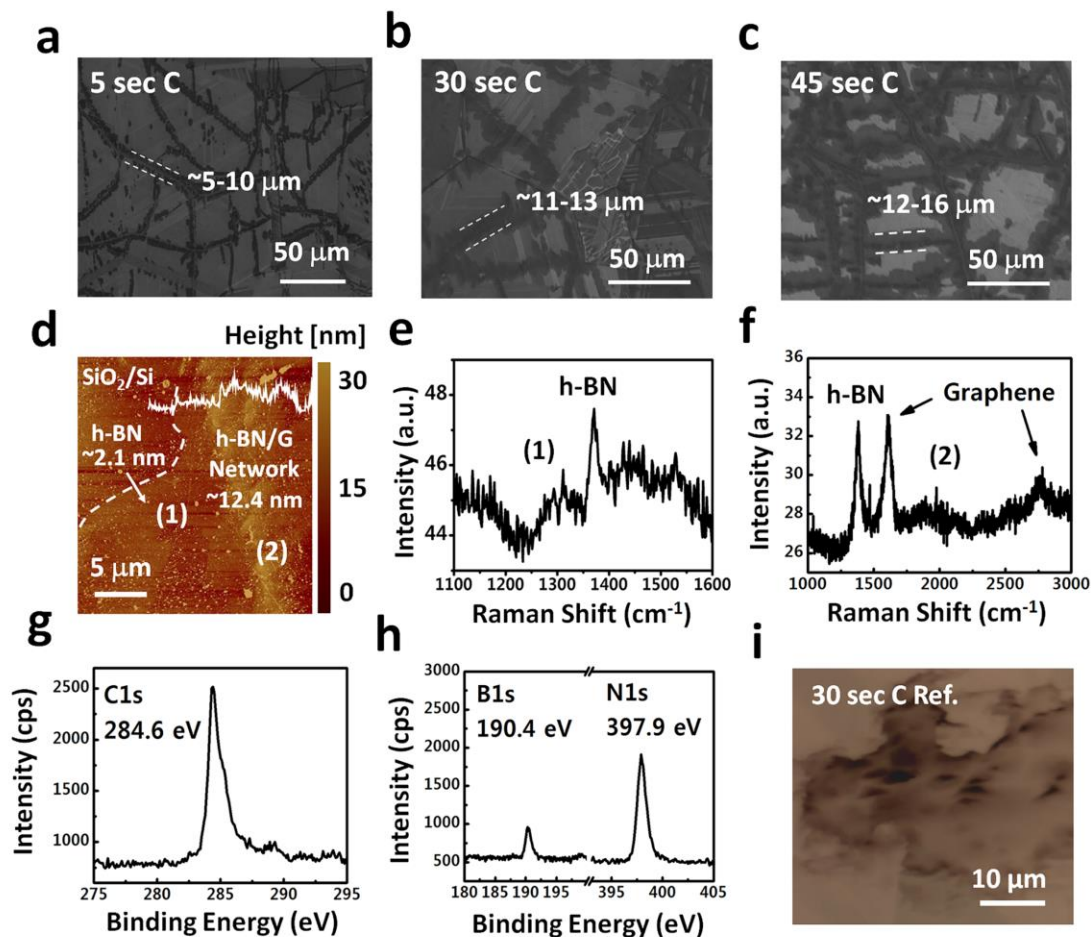 a
5 sec C
~5-10 μm
50 μm
b
30 sec C
~11-13 μm
50 μm
c
45 sec C
~12-16 μm
50 μm
d
Height [nm]
SiO₂/Si
h-BN
~2.1 nm
(1)
h-BN/G
Network
~12.4 nm
(2)
5 μm
30
15
0
e
h-BN
(1)
48
46
44
Intensity (a.u.)
1100 1200 1300 1400 1500 1600
Raman Shift (cm⁻¹)
f
h-BN
Graphene
(2)
36
34
32
30
28
26
Intensity (a.u.)
1000 1500 2000 2500 3000
Raman Shift (cm⁻¹)
g
C1s
284.6 eV
2500
2000
1500
1000
Intensity (cps)
275 280 285 290 295
Binding Energy (eV)
h
B1s
190.4 eV
N1s
397.9 eV
3000
2500
2000
1500
1000
500
Intensity (cps)
180 185 190 195 395 400 405
Binding Energy (eV)
i
30 sec C Ref.
10 μm